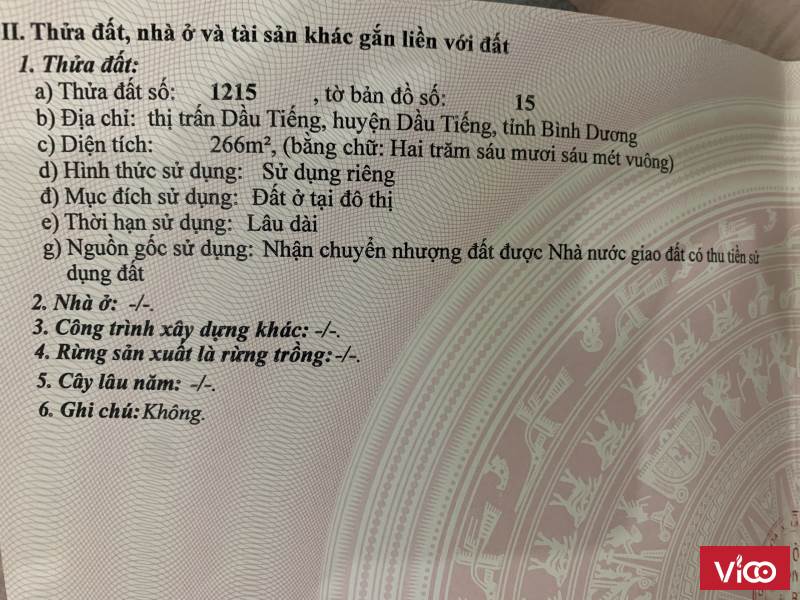 II. Thửa đất, nhà ở và tài sản khác gắn liền với đất
1. Thửa đất:
a) Thửa đất số: 1215 , tờ bản đồ số: 15
b) Địa chỉ: thị trấn Dầu Tiếng, huyện Dầu Tiếng, tỉnh Bình Dương
c) Diện tích: 266m², (bằng chữ: Hai trăm sáu mươi sáu mét vuông)
d) Hình thức sử dụng: Sử dụng riêng
đ) Mục đích sử dụng: Đất ở tại đô thị
e) Thời hạn sử dụng: Lâu dài
g) Nguồn gốc sử dụng: Nhận chuyển nhượng đất được Nhà nước giao đất có thu tiền sử
dụng đất
2. Nhà ở: -/-.
3. Công trình xây dựng khác: -/-.
4. Rừng sản xuất là rừng trồng: -/-.
5. Cây lâu năm: -/-.
6. Ghi chú: Không.
Vico